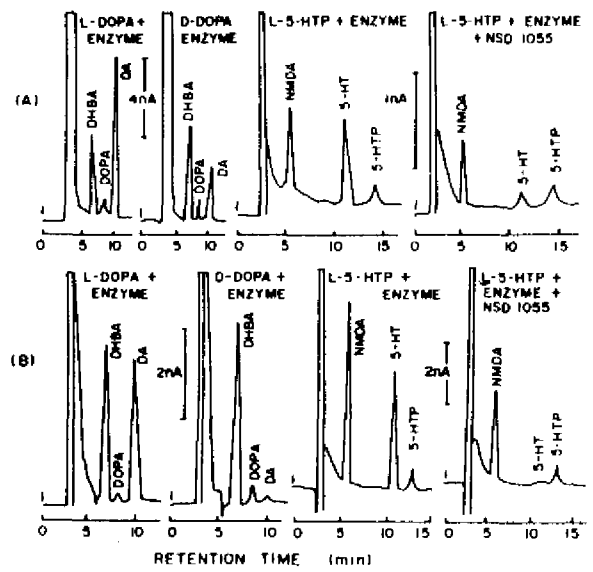 L-DOPA +
ENZYME
D-DOPA
ENZYME
L-5-HTP + ENZYME
L-5-HTP + ENZYME
+ NSD 1055
(A)
DHBA
DOPA
DA
4nA
DHBA
DOPA
DA
NMDA
5-HT
5-HTP
1nA
NMDA
5-HT
5-HTP
0 5 10
0 5 10
0 5 10 15
0 5 10 15
L-DOPA +
ENZYME
D-DOPA +
ENZYME
L-5-HTP +
ENZYME
L-5-HTP +
ENZYME +
NSD 1055
(B)
DHBA
DOPA
DA
2nA
DHBA
DOPA
DA
NMDA
5-HT
5-HTP
2nA
NMDA
5-HT
5-HTP
0 5 10
0 5 10
0 5 10
0 5 10 15
RETENTION TIME (min)